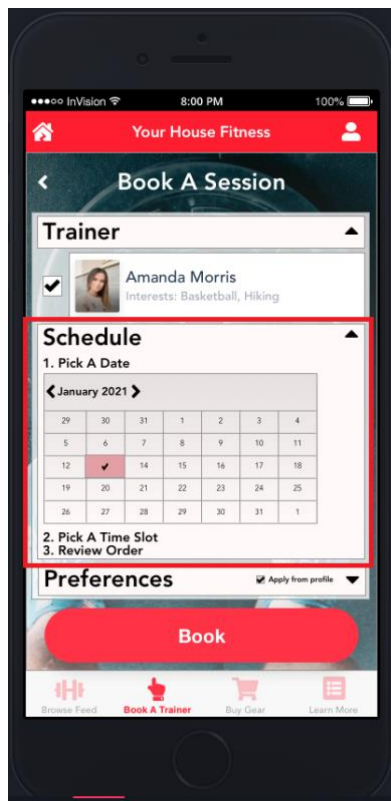 InVision 8:00 PM 100%
Your House Fitness
Book A Session
Trainer
Amanda Morris
Interests: Basketball, Hiking
Schedule
1. Pick A Date
January 2021
29 30 31 1 2 3 4
5 6 7 8 9 10 11
12 14 15 16 17 18
19 20 21 22 23 24 25
26 27 28 29 30 31 1
2. Pick A Time Slot
3. Review Order
Preferences Apply from profile
Book
Browse Feed Book A Trainer Buy Gear Learn More